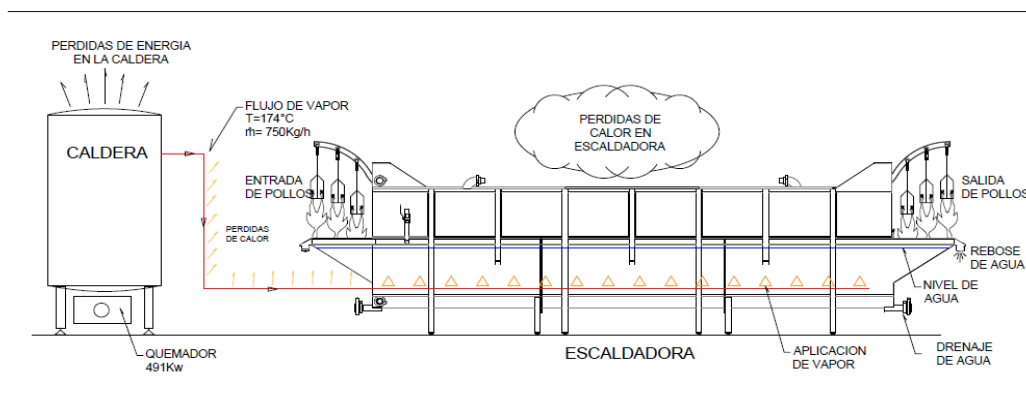 PERDIDAS DE ENERGIA
EN LA CALDERA
FLUJO DE VAPOR
T=174°C
ṁ= 750Kg/h
CALDERA
PERDIDAS DE
CALOR EN
ESCALDADORA
ENTRADA
DE POLLOS
SALIDA
DE POLLOS
PERDIDAS
DE CALOR
REBOSE
DE AGUA
NIVEL DE
AGUA
QUEMADOR
491Kw
ESCALDADORA
APLICACION
DE VAPOR
DRENAJE
DE AGUA